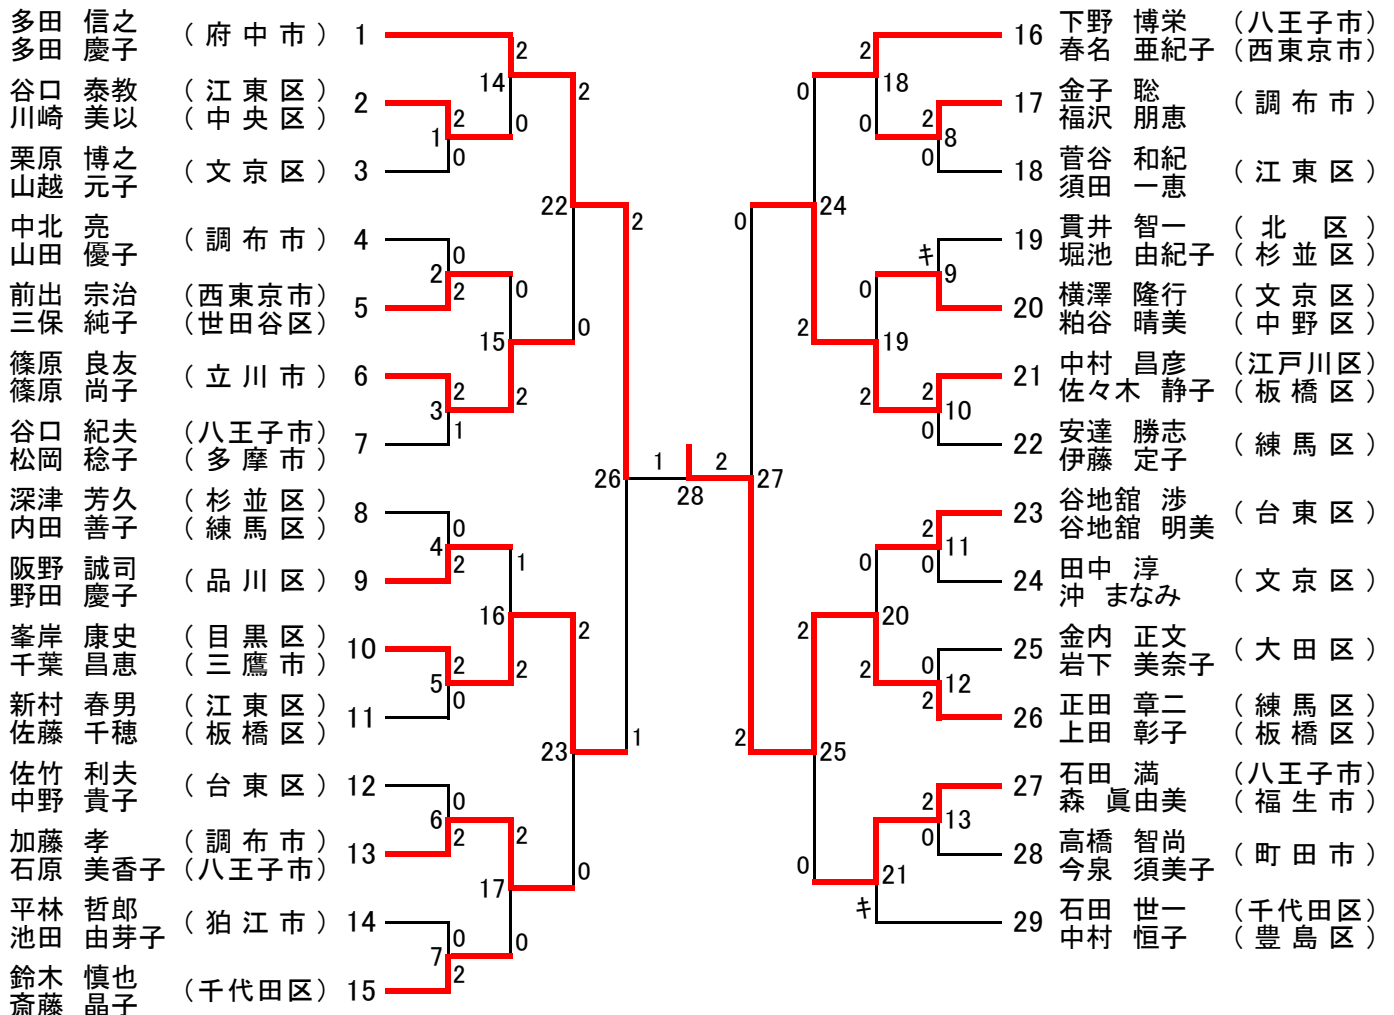 多田 信之
多田 慶子
（府中市） 1
谷口 泰教 （江東区）
川崎 美以 （中央区）
2
栗原 博之
山越 元子
（文京区） 3
中北 亮
山田 優子
（調布市） 4
前出 宗治 （西東京市）
三保 純子 （世田谷区）
5
篠原 良友
篠原 尚子
（立川市） 6
谷口 紀夫 （八王子市）
松岡 稔子 （多摩市）
7
深津 芳久 （杉並区）
内田 善子 （練馬区）
8
阪野 誠司
野田 慶子
（品川区） 9
峯岸 康史 （目黒区）
千葉 昌恵 （三鷹市）
10
新村 春男 （江東区）
佐藤 千穂 （板橋区）
11
佐竹 利夫
中野 貴子
（台東区） 12
加藤 孝 （調布市）
石原 美香子 （八王子市）
13
平林 哲郎
池田 由芽子
（狛江市） 14
鈴木 慎也
斎藤 晶子
（千代田区） 15
2
14
0
2
1
0
2
22
2
0
2
2
0
15
0
2
3
1
2
26
1
28
2
27
0
4
2
1
16
2
2
5
0
2
23
1
0
6
2
2
17
0
0
7
2
0
2
18
0
0
2
8
0
0
24
キ
9
0
19
2
2
2
10
0
2
11
0
0
20
2
0
12
2
2
25
2
0
2
13
0
21
キ
16 下野 博栄 （八王子市）
春名 亜紀子 （西東京市）
17 金子 聡
福沢 朋恵
（調布市）
18 菅谷 和紀
須田 一恵
（江東区）
19 貫井 智一 （北 区）
堀池 由紀子 （杉並区）
20 横澤 隆行 （文京区）
粕谷 晴美 （中野区）
21 中村 昌彦 （江戸川区）
佐々木 静子 （板橋区）
22 安達 勝志
伊藤 定子
（練馬区）
23 谷地舘 渉
谷地舘 明美
（台東区）
24 田中 淳
沖 まなみ
（文京区）
25 金内 正文
岩下 美奈子
（大田区）
26 正田 章二 （練馬区）
上田 彰子 （板橋区）
27 石田 満 （八王子市）
森 眞由美 （福生市）
28 高橋 智尚
今泉 須美子
（町田市）
29 石田 世一 （千代田区）
中村 恒子 （豊島区）